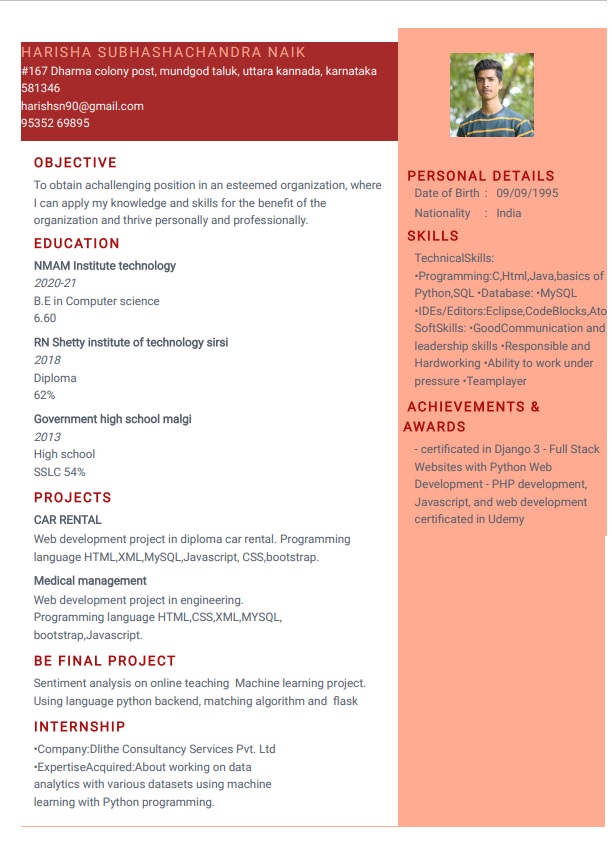 HARISHA SUBHASHACHANDRA NAIK
#167 Dharma colony post, mundgod taluk, uttara kannada, karnataka
581346
harishsn90@gmail.com
95352 69895
OBJECTIVE
To obtain achallenging position in an esteemed organization, where
I can apply my knowledge and skills for the benefit of the
organization and thrive personally and professionally.
EDUCATION
NMAM Institute technology
2020-21
B.E in Computer science
6.60
RN Shetty institute of technology sirsi
2018
Diploma
62%
Government high school malgi
2013
High school
SSLC 54%
PROJECTS
CAR RENTAL
Web development project in diploma car rental. Programming
language HTML,XML,MySQL,Javascript, CSS,bootstrap.
Medical management
Web development project in engineering.
Programming language HTML,CSS,XML,MYSQL,
bootstrap,Javascript.
BE FINAL PROJECT
Sentiment analysis on online teaching Machine learning project.
Using language python backend, matching algorithm and flask
INTERNSHIP
•Company:Dlithe Consultancy Services Pvt. Ltd
•ExpertiseAcquired:About working on data
analytics with various datasets using machine
learning with Python programming.
PERSONAL DETAILS
Date of Birth : 09/09/1995
Nationality : India
SKILLS
TechnicalSkills:
•Programming:C,Html,Java,basics of
Python,SQL •Database: •MySQL
•IDEs/Editors:Eclipse,CodeBlocks,Ato
SoftSkills: •GoodCommunication and
leadership skills •Responsible and
Hardworking •Ability to work under
pressure •Teamplayer
ACHIEVEMENTS &
AWARDS
- certificated in Django 3 - Full Stack
Websites with Python Web
Development - PHP development,
Javascript, and web development
certificated in Udemy